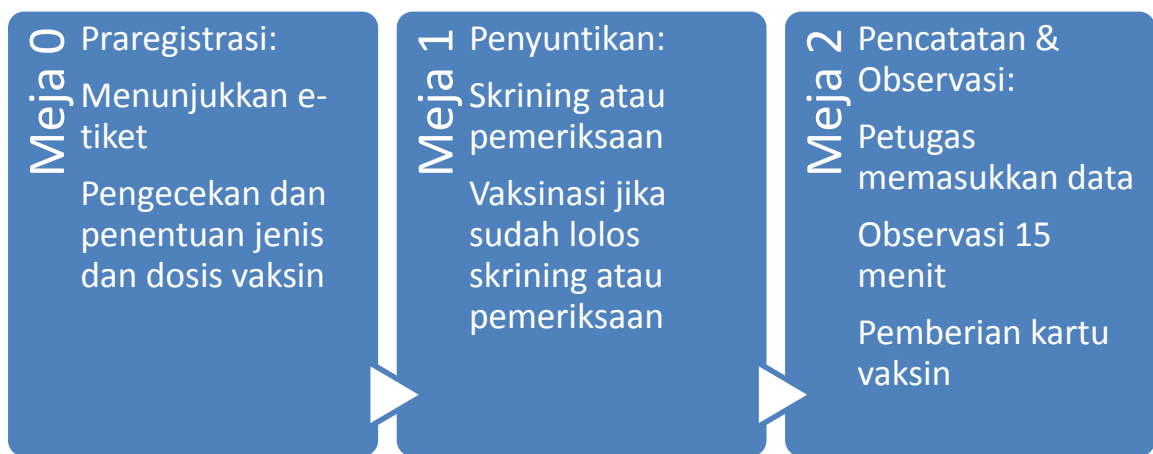 Meja 0
Praregistrasi:
Menunjukkan e-
tiket
Pengecekan dan
penentuan jenis
dan dosis vaksin
Meja 1
Penyuntikan:
Skrining atau
pemeriksaan
Vaksinasi jika
sudah lolos
skrining atau
pemeriksaan
Meja 2
Pencatatan &
Observasi:
Petugas
memasukkan data
Observasi 15
menit
Pemberian kartu
vaksin